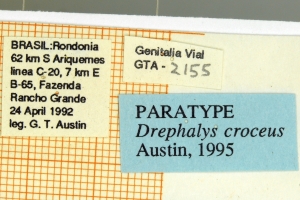 BRASIL:Rondonia
62 km S Ariquemes
linea C-20, 7 km E
B-65, Fazenda
Rancho Grande
24 April 1992
leg. G. T. Austin
Genitalia Vial
GTA - 2155
PARATYPE
Drephalys croceus
Austin, 1995